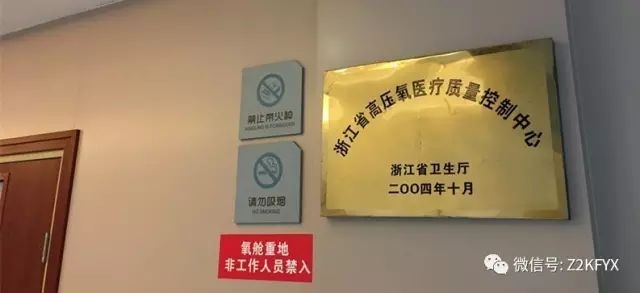 禁止带火种
请勿吸烟
NO SMOKING
氧舱重地
非工作人员禁入
浙江省高压氧医疗质量控制中心
浙江省卫生厅
二〇〇四年十月
微信号: Z2KFYX